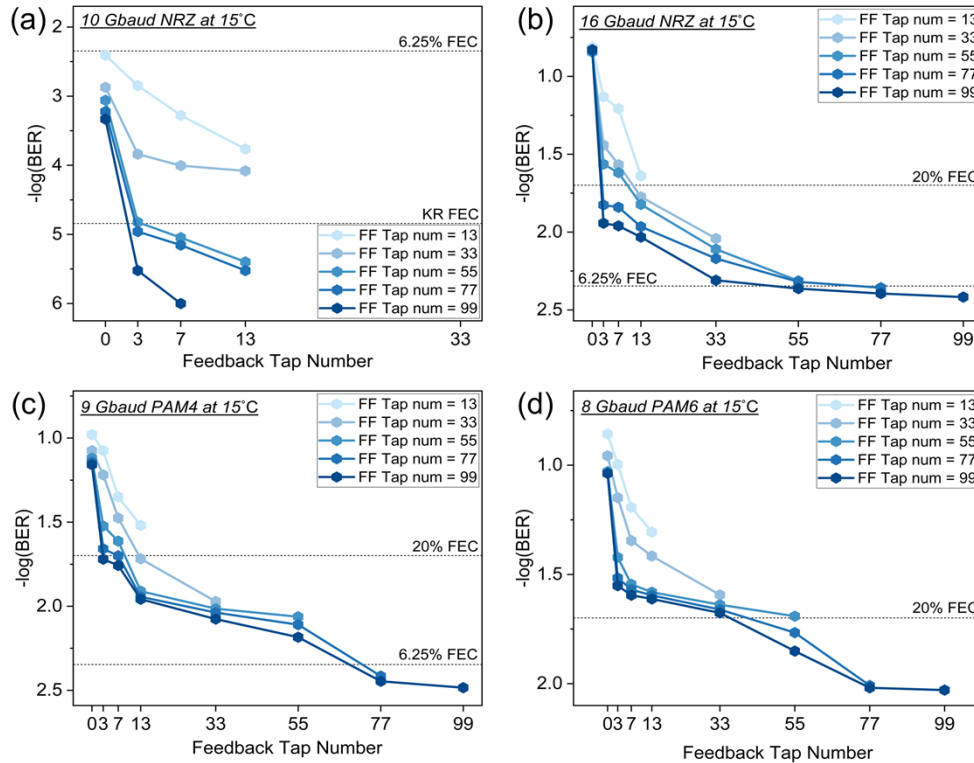 (a)
10 Gbaud NRZ at 15°C
2
3
4
5
6
-log(BER)
6.25% FEC
KR FEC
FF Tap num = 13
FF Tap num = 33
FF Tap num = 55
FF Tap num = 77
FF Tap num = 99
0 3 7 13 33
Feedback Tap Number
(b)
16 Gbaud NRZ at 15°C
FF Tap num = 13
FF Tap num = 33
FF Tap num = 55
FF Tap num = 77
FF Tap num = 99
1.0
1.5
2.0
2.5
-log(BER)
20% FEC
6.25% FEC
0 3 7 13 33 55 77 99
Feedback Tap Number
(c)
9 Gbaud PAM4 at 15°C
FF Tap num = 13
FF Tap num = 33
FF Tap num = 55
FF Tap num = 77
FF Tap num = 99
1.0
1.5
2.0
2.5
-log(BER)
20% FEC
6.25% FEC
0 3 7 13 33 55 77 99
Feedback Tap Number
(d)
8 Gbaud PAM6 at 15°C
FF Tap num = 13
FF Tap num = 33
FF Tap num = 55
FF Tap num = 77
FF Tap num = 99
1.0
1.5
2.0
-log(BER)
20% FEC
0 3 7 13 33 55 77 99
Feedback Tap Number